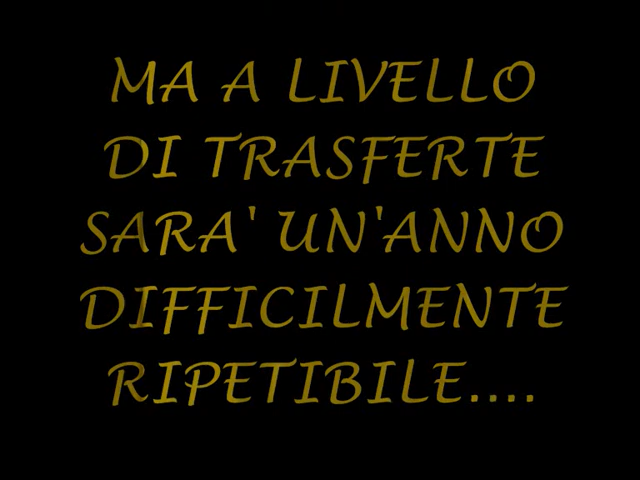 MA A LIVELLO
DI TRASFERTE
SARA' UN'ANNO
DIFFICILMENTE
RIPETIBILE....